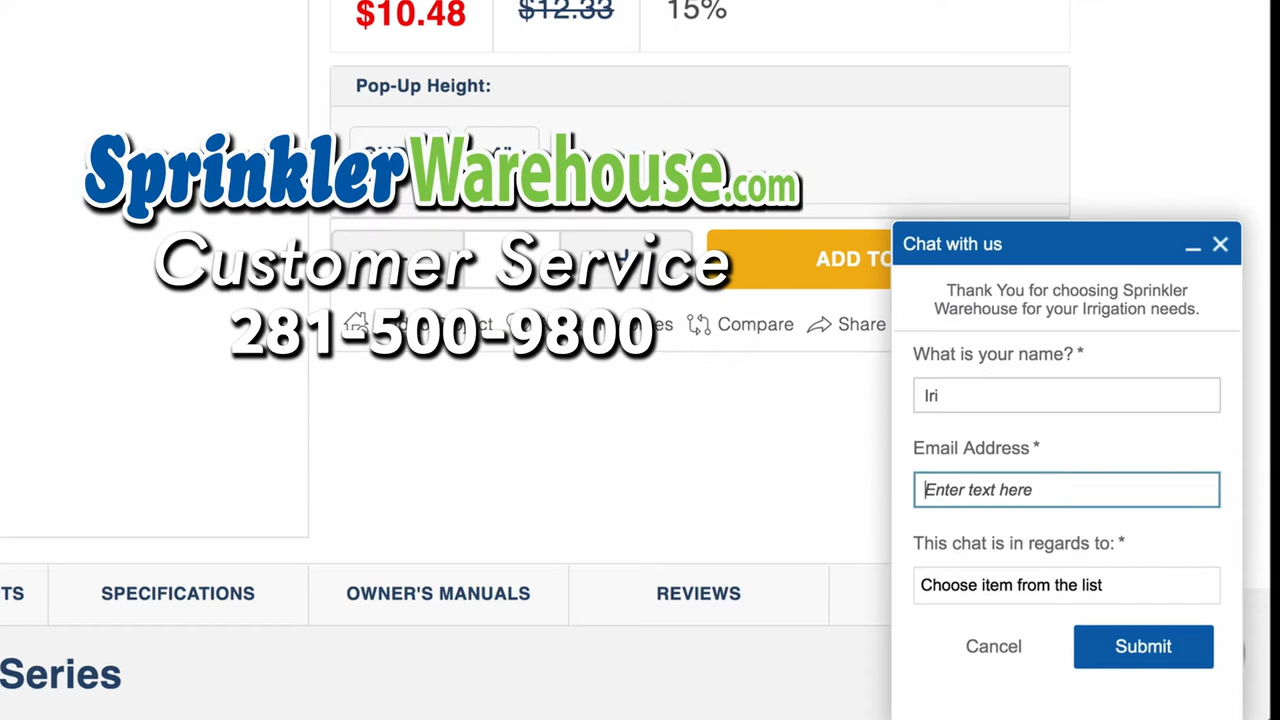 $10.48 $12.33 15%
Pop-Up Height:
SprinklerWarehouse.com
Customer Service
281-500-9800
ADD TO
Compare Share
TS SPECIFICATIONS OWNER'S MANUALS REVIEWS
Series
Chat with us
Thank You for choosing Sprinkler
Warehouse for your Irrigation needs.
What is your name? *
Iri
Email Address *
Enter text here
This chat is in regards to: *
Choose item from the list
Cancel Submit